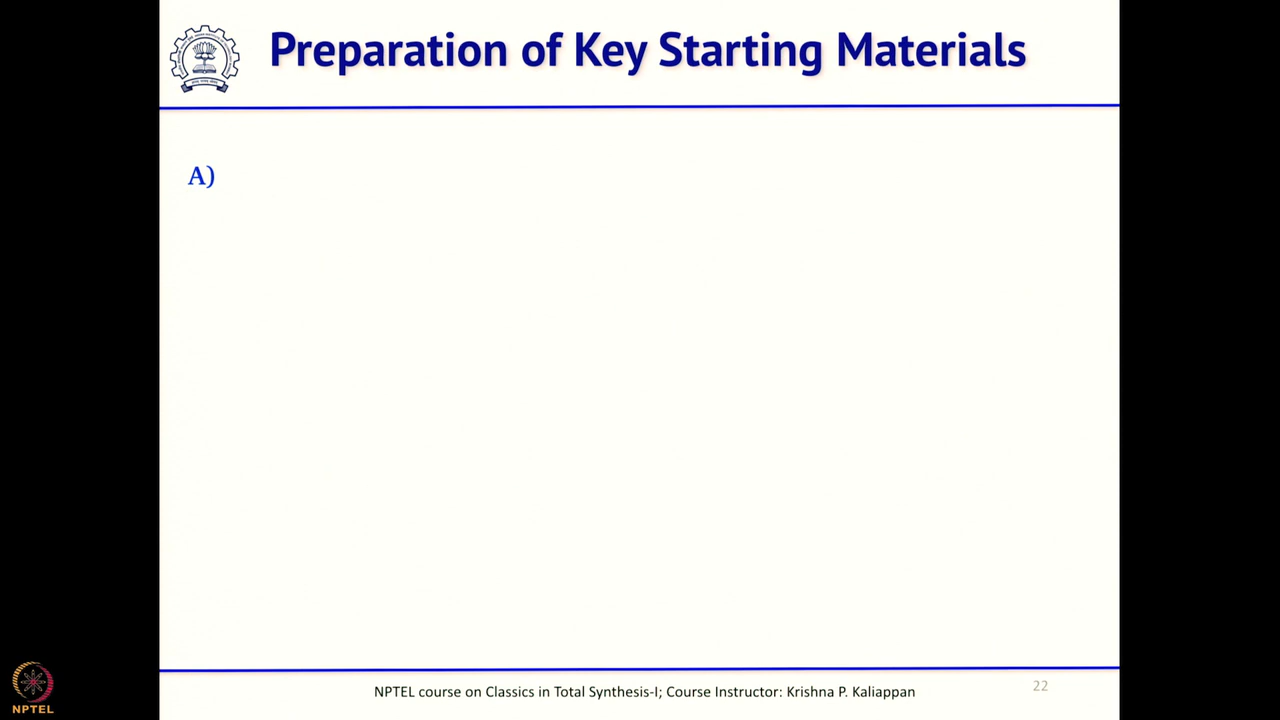 Preparation of Key Starting Materials
A)
NPTEL course on Classics in Total Synthesis-I; Course Instructor: Krishna P. Kaliappan
22
NPTEL